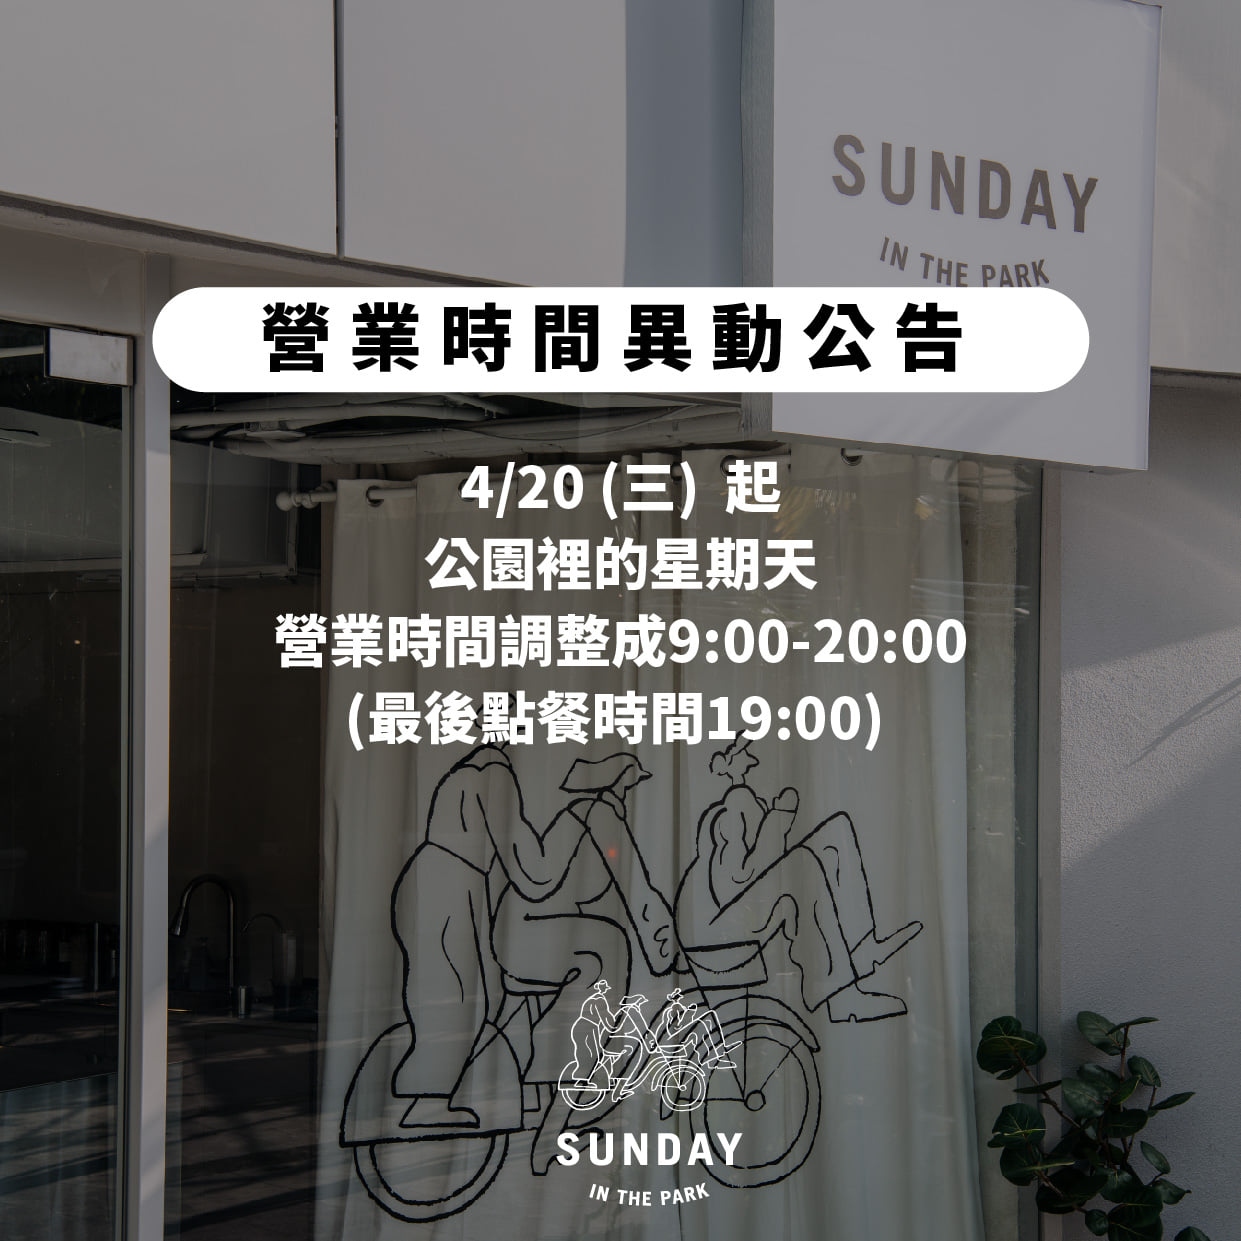 SUNDAY
IN THE PARK
營業時間異動公告
4/20 (三) 起
公園裡的星期天
營業時間調整成9:00-20:00
(最後點餐時間19:00)
SUNDAY
IN THE PARK